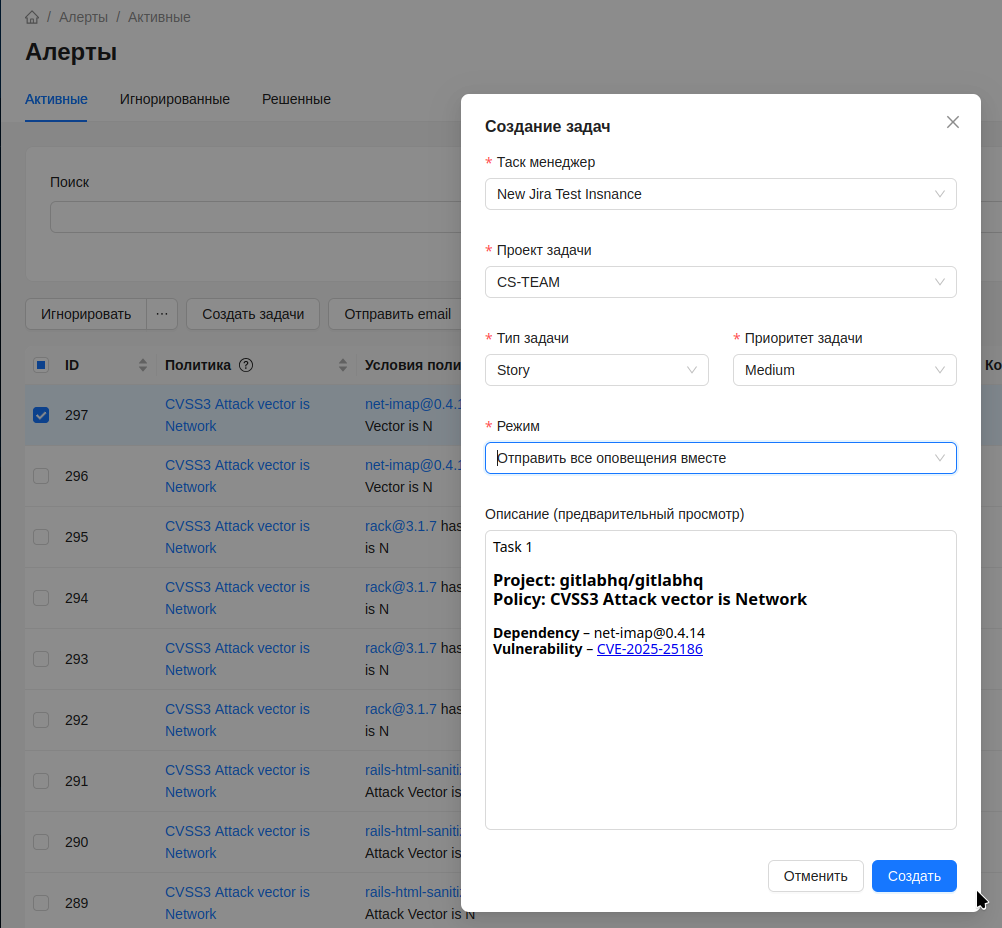 / Алерты / Активные
Алерты
Активные Игнорированные Решенные
Поиск
Игнорировать ··· Создать задачи Отправить email
ID Политика ? Условия поли Ко
297 CVSS3 Attack vector is Network net-imap@0.4.1 Vector is N
296 CVSS3 Attack vector is Network net-imap@0.4.1 Vector is N
295 CVSS3 Attack vector is Network rack@3.1.7 has is N
294 CVSS3 Attack vector is Network rack@3.1.7 has is N
293 CVSS3 Attack vector is Network rack@3.1.7 has is N
292 CVSS3 Attack vector is Network rack@3.1.7 has is N
291 CVSS3 Attack vector is Network rails-html-saniti Attack Vector is
290 CVSS3 Attack vector is Network rails-html-saniti Attack Vector is
289 CVSS3 Attack vector is Network rails-html-saniti Attack Vector is N
Создание задач
* Таск менеджер
New Jira Test Insnance
* Проект задачи
CS-TEAM
* Тип задачи * Приоритет задачи
Story Medium
* Режим
Отправить все оповещения вместе
Описание (предварительный просмотр)
Task 1
Project: gitlabhq/gitlabhq
Policy: CVSS3 Attack vector is Network
Dependency – net-imap@0.4.14
Vulnerability – CVE-2025-25186
Отменить Создать